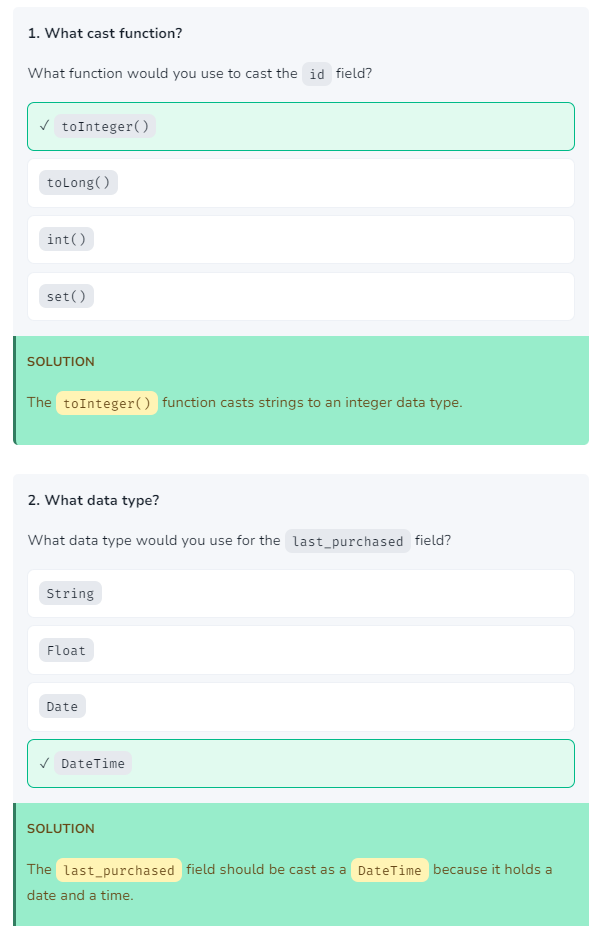 1. What cast function?
What function would you use to cast the id field?
✓ toInteger()
toLong()
int()
set()
SOLUTION
The toInteger() function casts strings to an integer data type.
2. What data type?
What data type would you use for the last_purchased field?
String
Float
Date
✓ DateTime
SOLUTION
The last_purchased field should be cast as a DateTime because it holds a
date and a time.